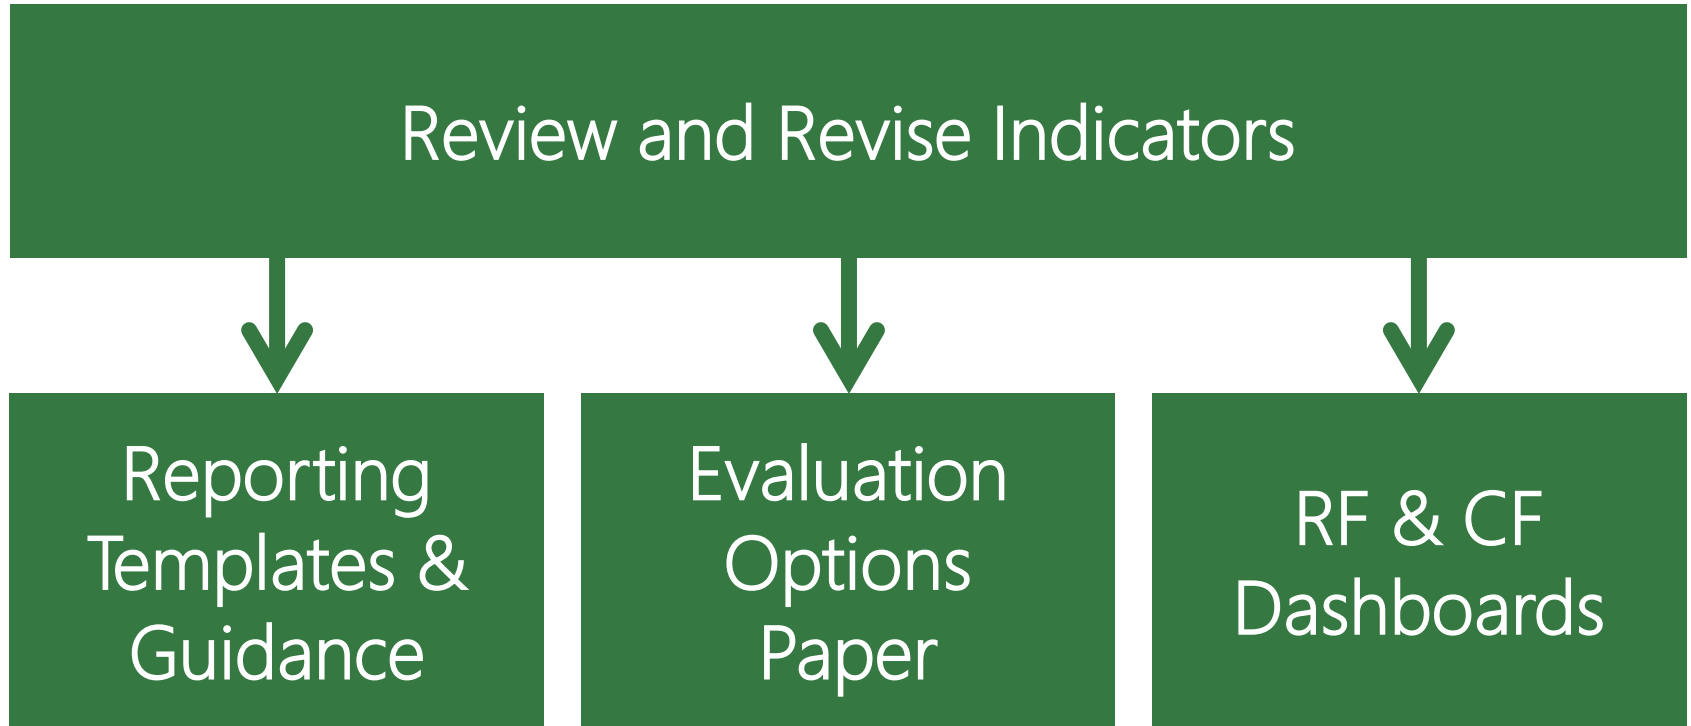 Review and Revise Indicators
Reporting
Templates &
Guidance
Evaluation
Options
Paper
RF & CF
Dashboards